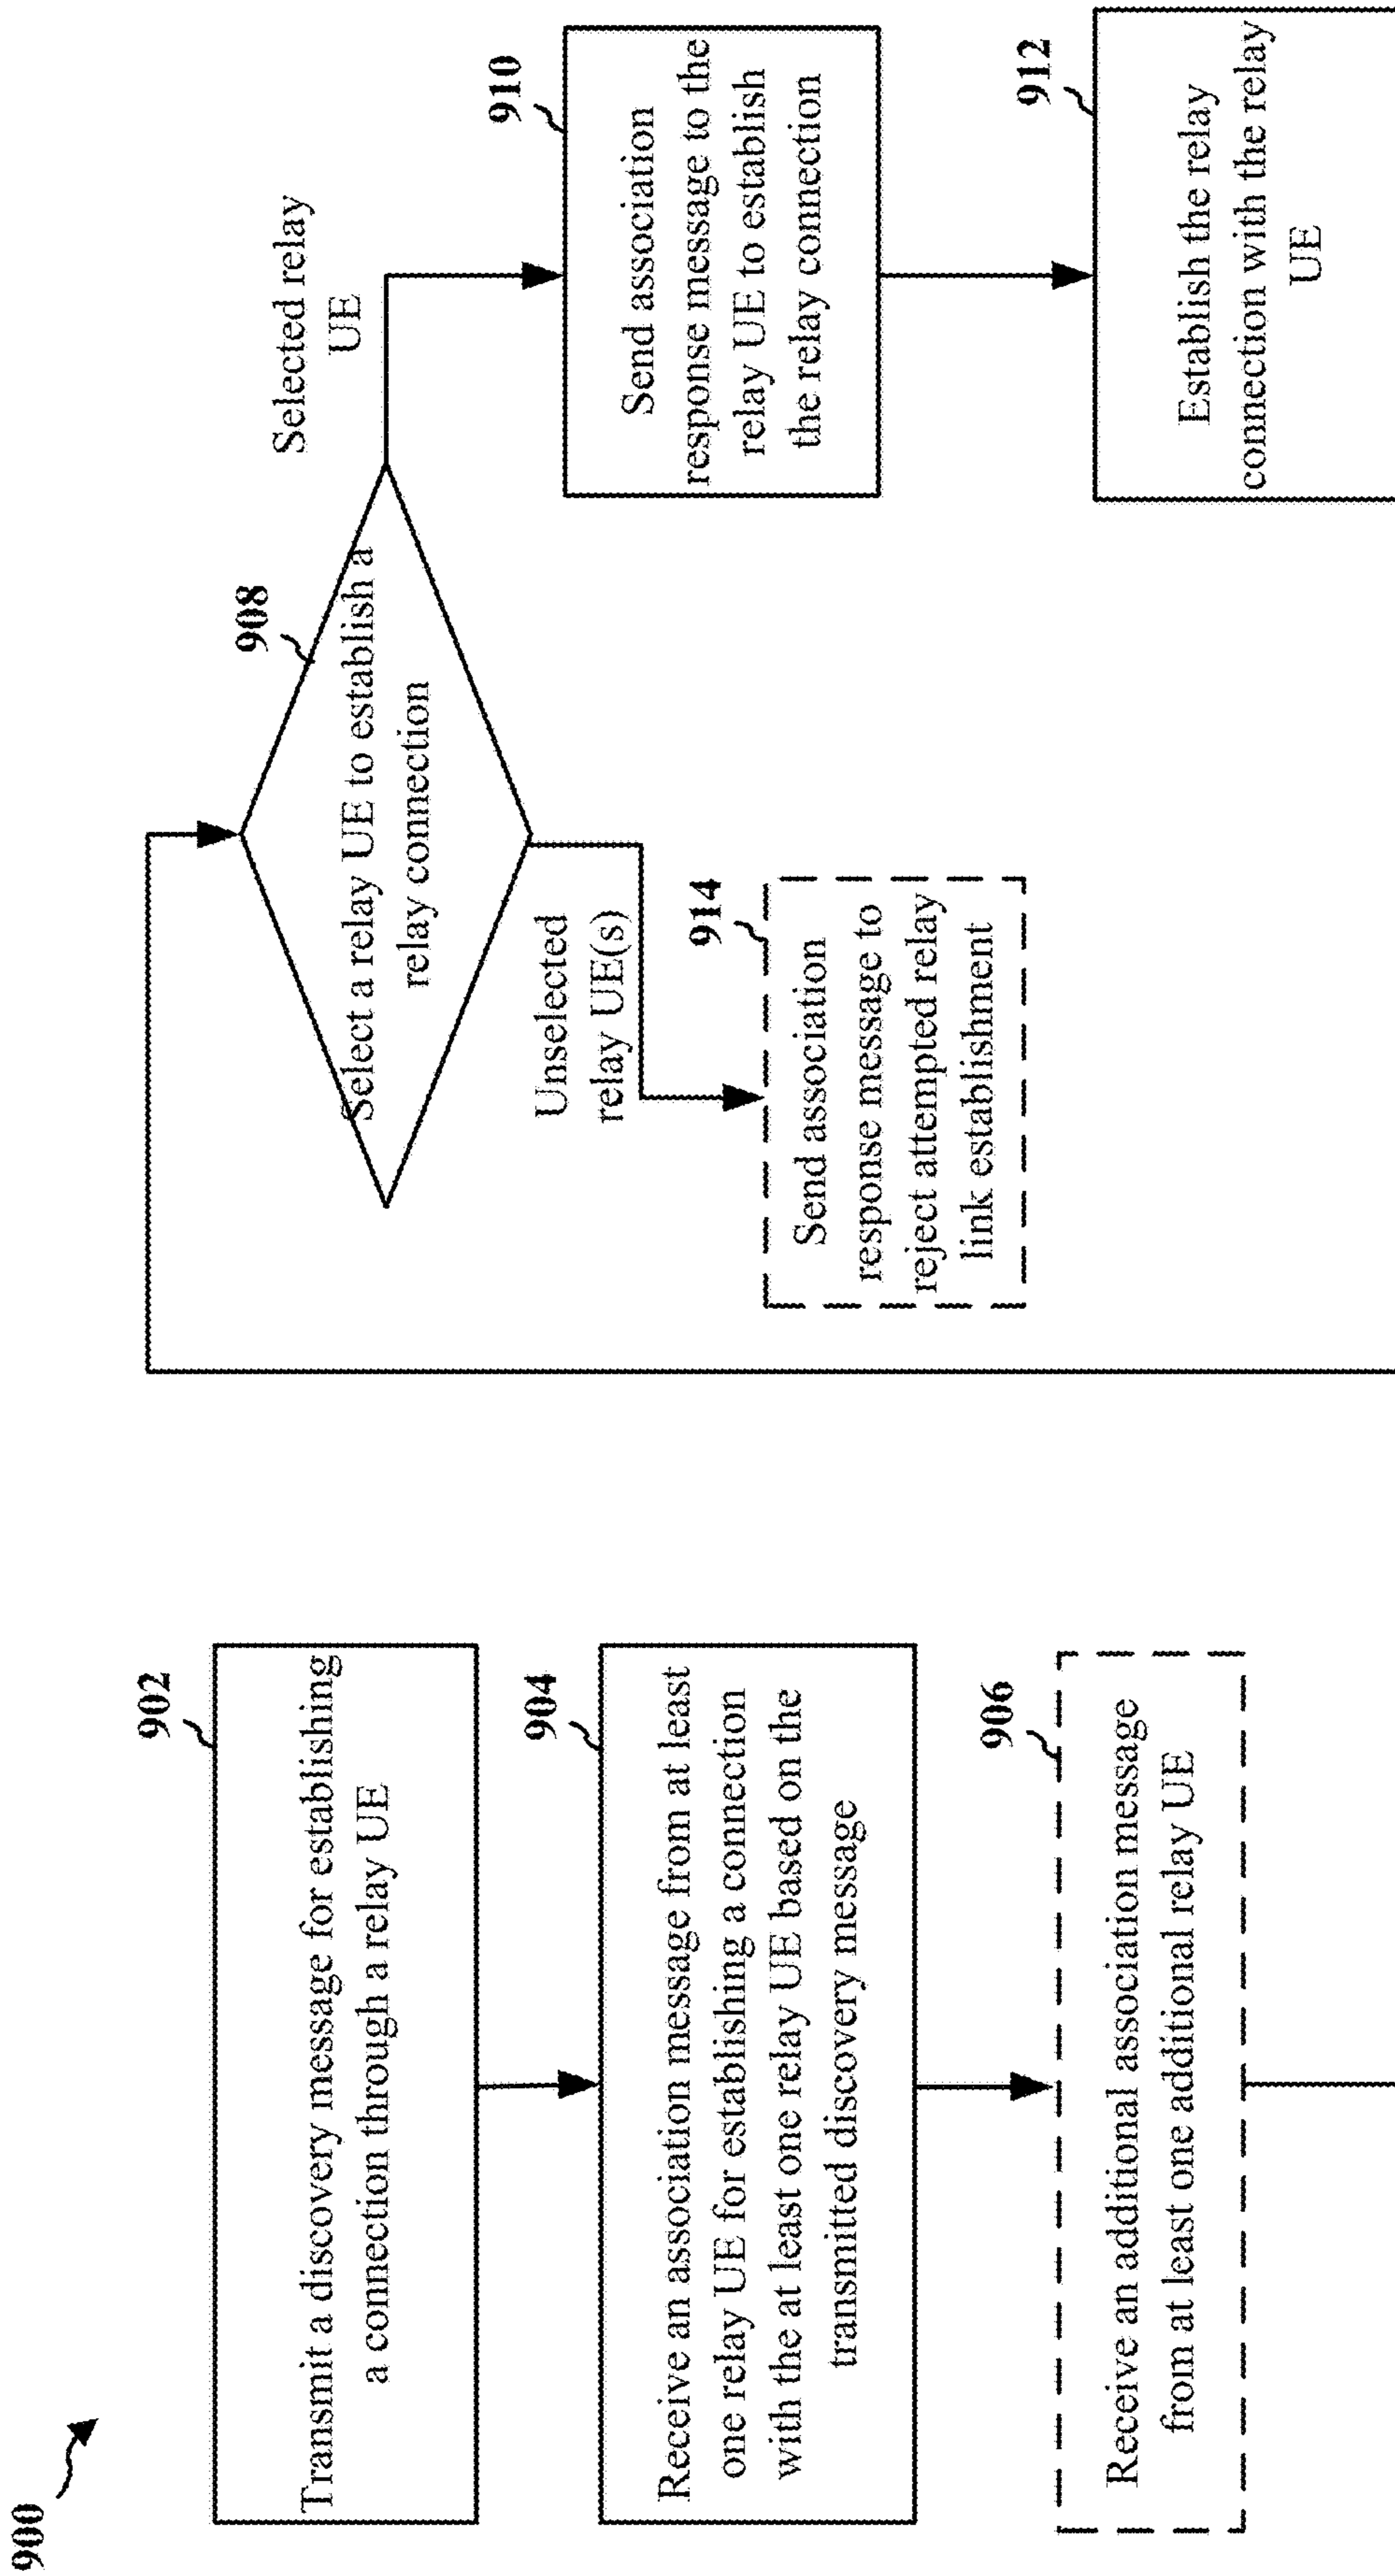 900
902
Transmit a discovery message for establishing
a connection through a relay UE
904
Receive an association message from at least
one relay UE for establishing a connection
with the at least one relay UE based on the
transmitted discovery message
906
Receive an additional association message
from at least one additional relay UE
908
Select a relay UE to establish a
relay connection
Selected relay
UE
910
Send association
response message to the
relay UE to establish
the relay connection
912
Establish the relay
connection with the relay
UE
Unselected
relay UE(s)
914
Send association
response message to
reject attempted relay
link establishment